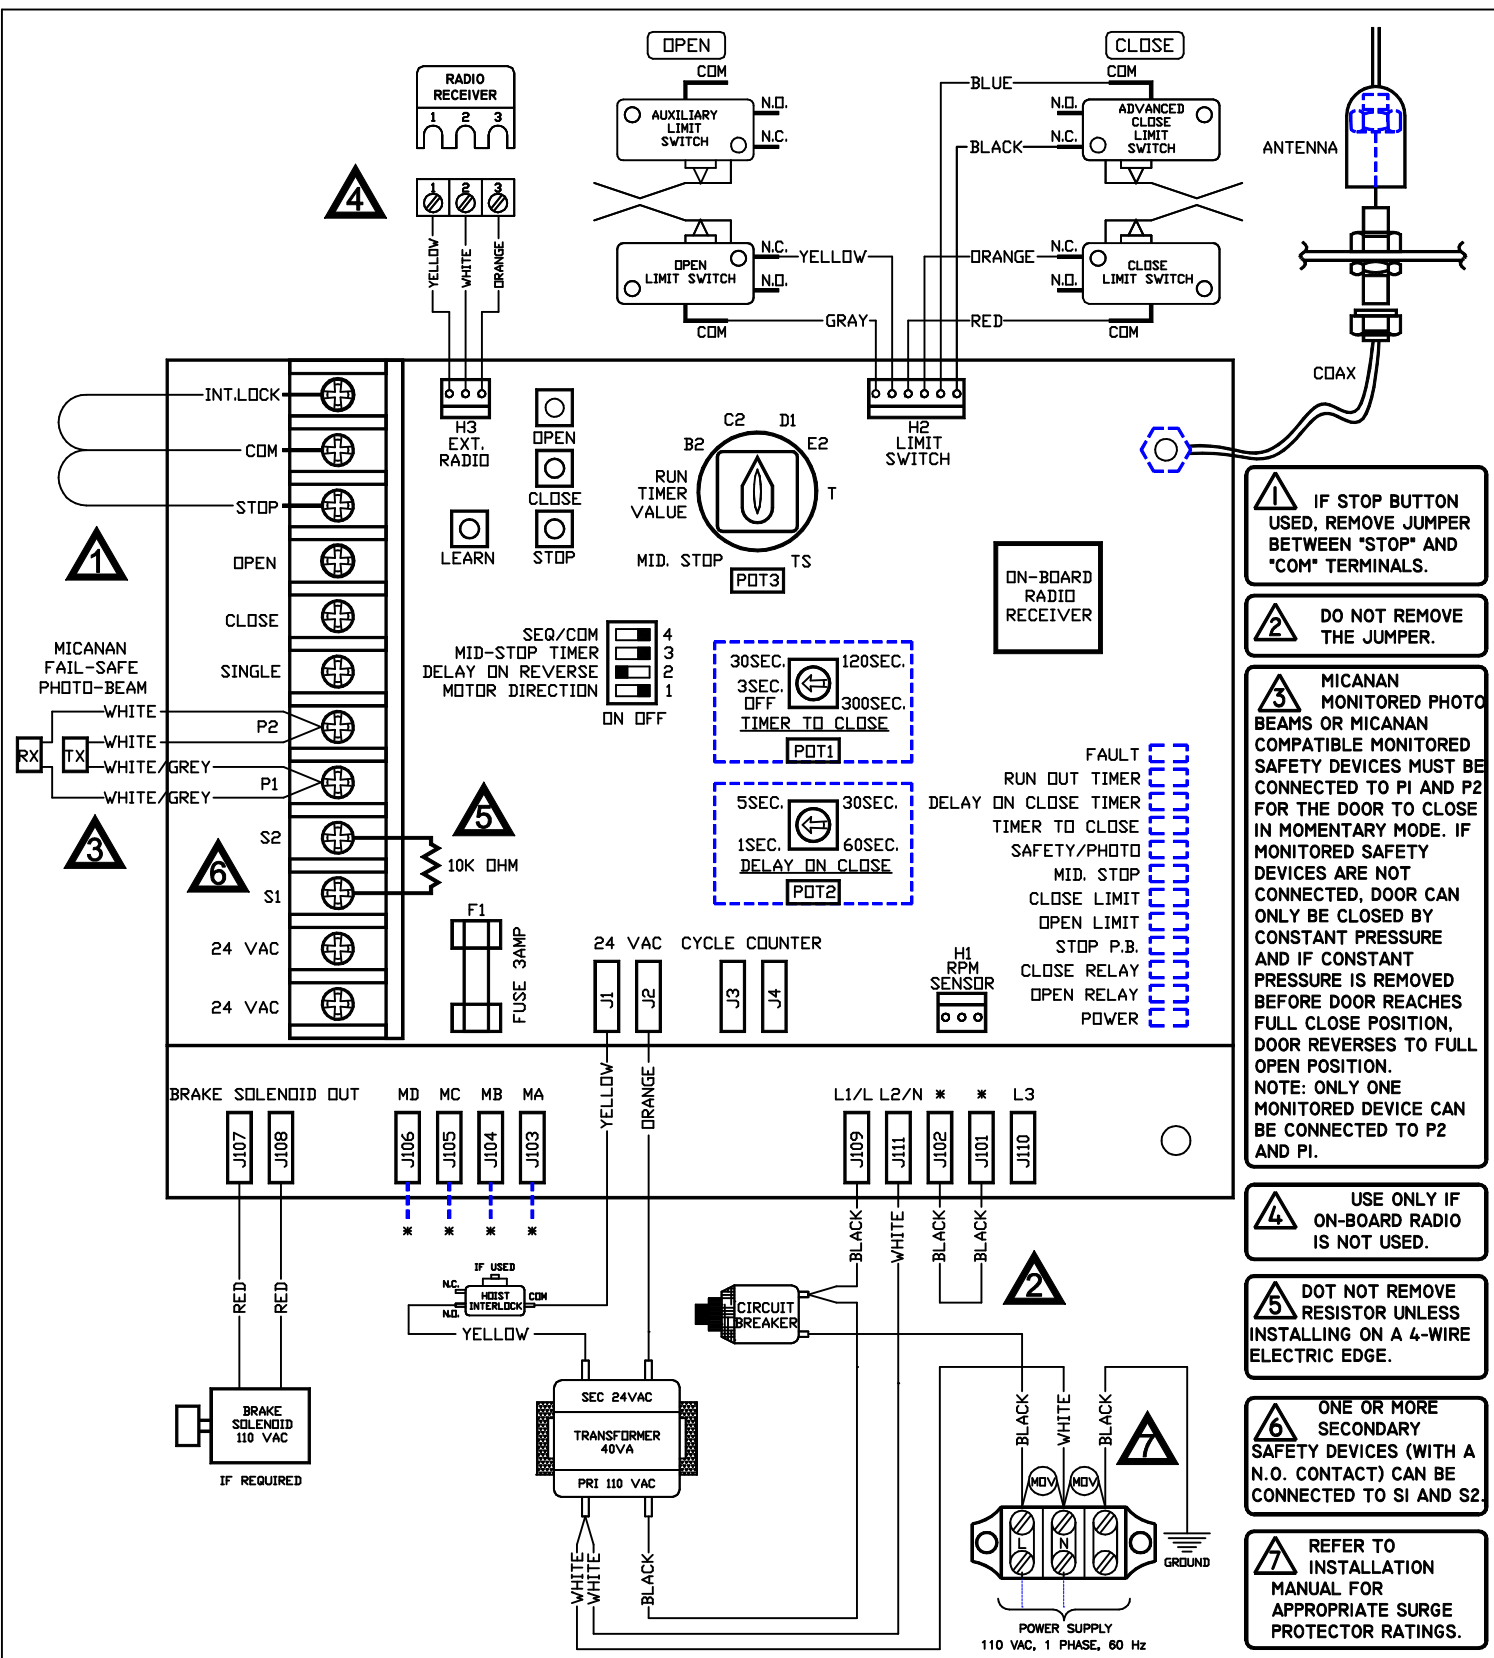 OPEN
CLOSE
RADIO
RECEIVER
1 2 3
COM
AUXILIARY
LIMIT
SWITCH
N.O.
N.C.
BLUE
COM
N.O.
N.C.
BLACK
ADVANCED
CLOSE
LIMIT
SWITCH
ANTENNA
4
1 2 3
YELLOW
WHITE
ORANGE
OPEN
LIMIT SWITCH
N.C.
N.O.
YELLOW
COM
GRAY
ORANGE
N.C.
N.O.
CLOSE
LIMIT SWITCH
RED
COM
COAX
INT.LOCK
COM
STOP
OPEN
CLOSE
SINGLE
P2
P1
S2
S1
24 VAC
24 VAC
1
MICANAN
FAIL-SAFE
PHOTO-BEAM
WHITE
WHITE
WHITE/GREY
WHITE/GREY
RX
TX
3
6
5
10K OHM
H3
EXT.
RADIO
OPEN
CLOSE
STOP
LEARN
B2
C2
D1
E2
T
TS
RUN
TIMER
VALUE
MID. STOP
POT3
H2
LIMIT
SWITCH
ON-BOARD
RADIO
RECEIVER
SEQ/COM 4
MID-STOP TIMER 3
DELAY ON REVERSE 2
MOTOR DIRECTION 1
ON OFF
30SEC. 120SEC.
3SEC.
OFF 300SEC.
TIMER TO CLOSE
POT1
5SEC. 30SEC.
1SEC. 60SEC.
DELAY ON CLOSE
POT2
FAULT
RUN OUT TIMER
DELAY ON CLOSE TIMER
TIMER TO CLOSE
SAFETY/PHOTO
MID. STOP
CLOSE LIMIT
OPEN LIMIT
STOP P.B.
CLOSE RELAY
OPEN RELAY
POWER
F1
FUSE 3AMP
24 VAC
J1
J2
CYCLE COUNTER
J3
J4
H1
RPM
SENSOR
YELLOW
ORANGE
BRAKE SOLENOID OUT
J107
J108
MD MC MB MA
J106
J105
J104
J103
* * * *
L1/L L2/N * * L3
J109
J111
J102
J101
J110
BLACK
WHITE
BLACK
BLACK
2
RED
RED
BRAKE
SOLENOID
110 VAC
IF REQUIRED
IF USED
N.C.
N.O.
HOIST
INTERLOCK
COM
YELLOW
CIRCUIT
BREAKER
SEC 24VAC
TRANSFORMER
40VA
PRI 110 VAC
WHITE
WHITE
BLACK
BLACK
WHITE
BLACK
7
MOV
MOV
L
N
GROUND
POWER SUPPLY
110 VAC, 1 PHASE, 60 Hz
1 IF STOP BUTTON
USED, REMOVE JUMPER
BETWEEN "STOP" AND
"COM" TERMINALS.
2 DO NOT REMOVE
THE JUMPER.
3 MICANAN
MONITORED PHOTO
BEAMS OR MICANAN
COMPATIBLE MONITORED
SAFETY DEVICES MUST BE
CONNECTED TO P1 AND P2
FOR THE DOOR TO CLOSE
IN MOMENTARY MODE. IF
MONITORED SAFETY
DEVICES ARE NOT
CONNECTED, DOOR CAN
ONLY BE CLOSED BY
CONSTANT PRESSURE
AND IF CONSTANT
PRESSURE IS REMOVED
BEFORE DOOR REACHES
FULL CLOSE POSITION,
DOOR REVERSES TO FULL
OPEN POSITION.
NOTE: ONLY ONE
MONITORED DEVICE CAN
BE CONNECTED TO P2
AND P1.
4 USE ONLY IF
ON-BOARD RADIO
IS NOT USED.
5 DOT NOT REMOVE
RESISTOR UNLESS
INSTALLING ON A 4-WIRE
ELECTRIC EDGE.
6 ONE OR MORE
SECONDARY
SAFETY DEVICES (WITH A
N.O. CONTACT) CAN BE
CONNECTED TO S1 AND S2.
7 REFER TO
INSTALLATION
MANUAL FOR
APPROPRIATE SURGE
PROTECTOR RATINGS.